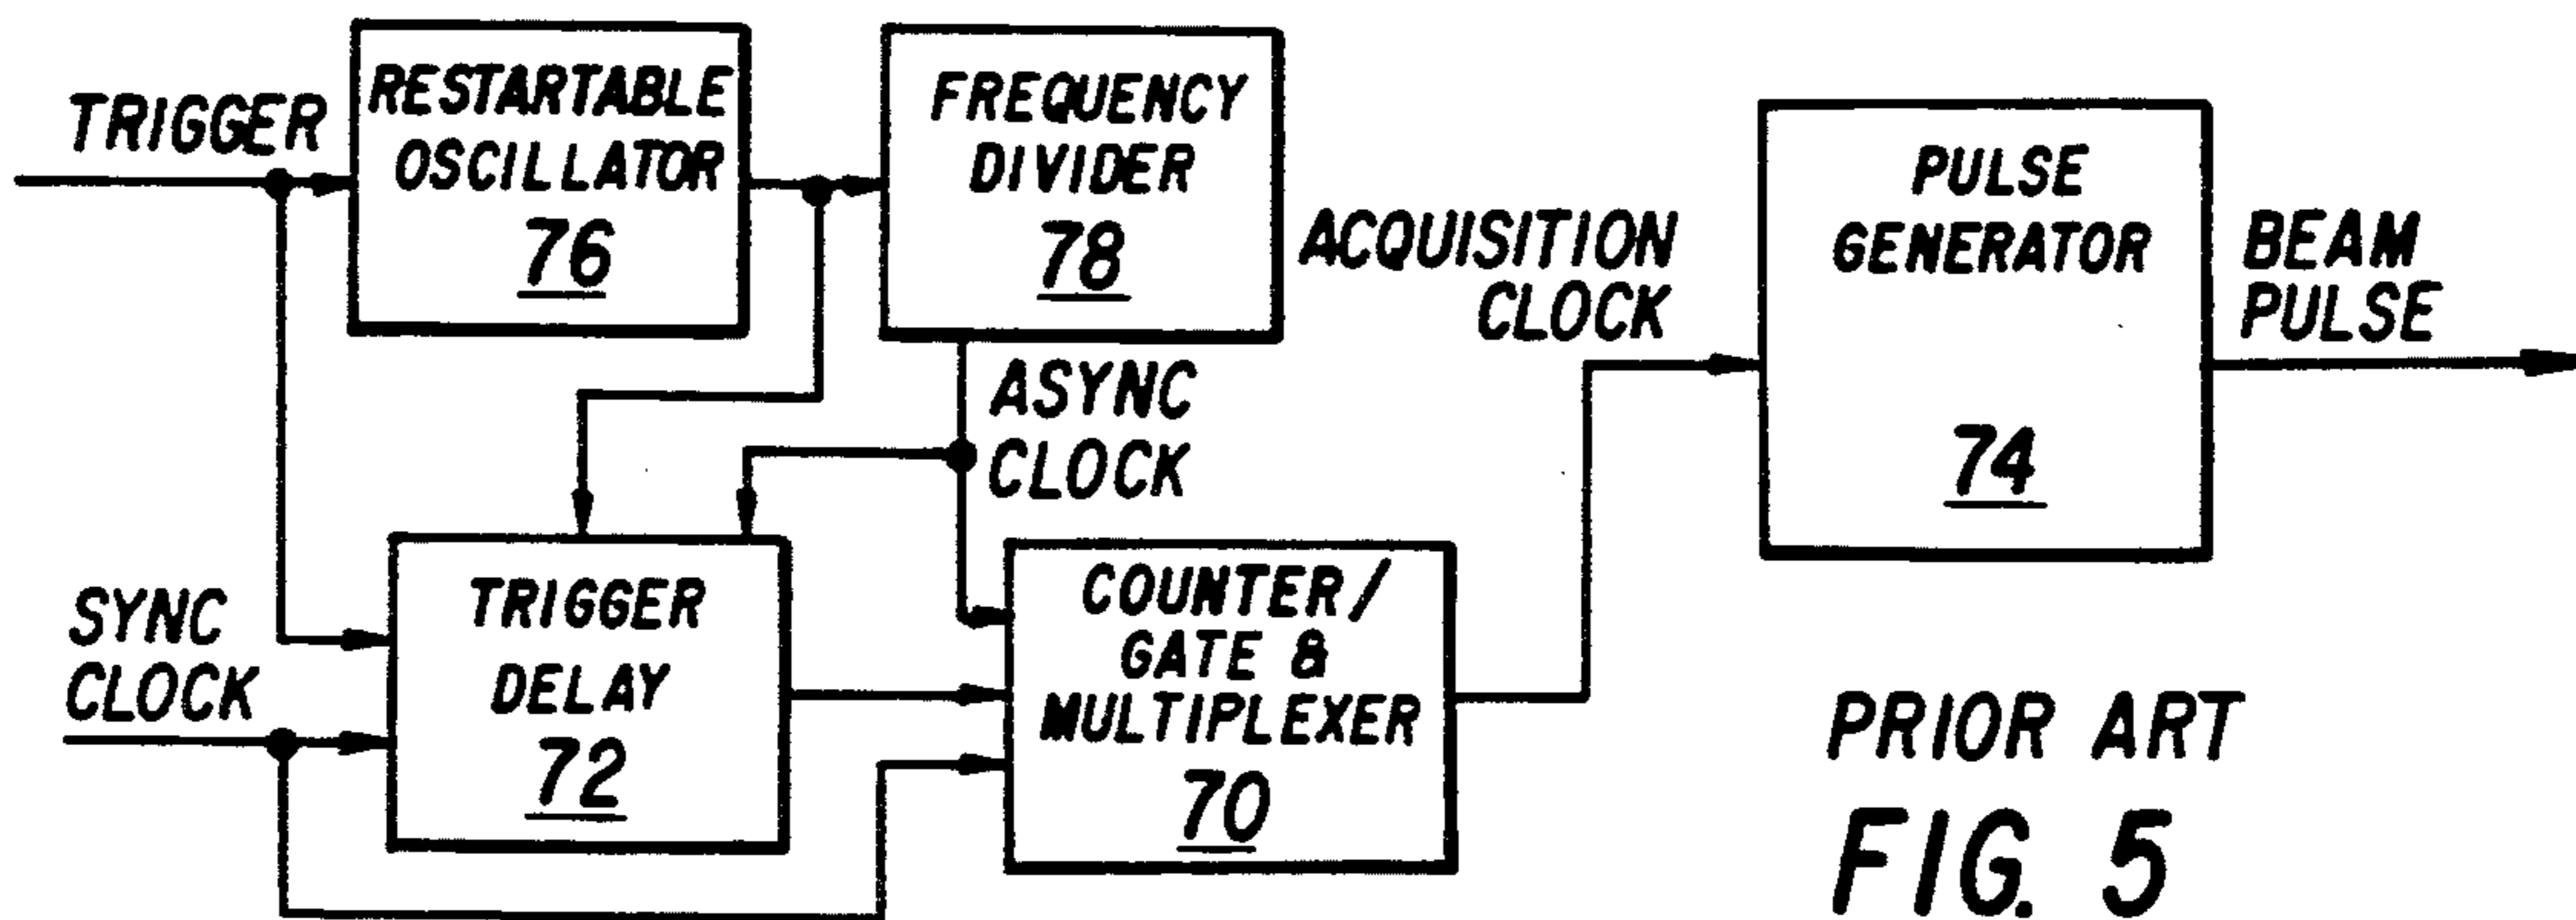 TRIGGER
RESTARTABLE
OSCILLATOR
76
FREQUENCY
DIVIDER
78
ACQUISITION
CLOCK
PULSE
GENERATOR
74
BEAM
PULSE
ASYNC
CLOCK
SYNC
CLOCK
TRIGGER
DELAY
72
COUNTER/
GATE &
MULTIPLEXER
70
PRIOR ART
FIG. 5